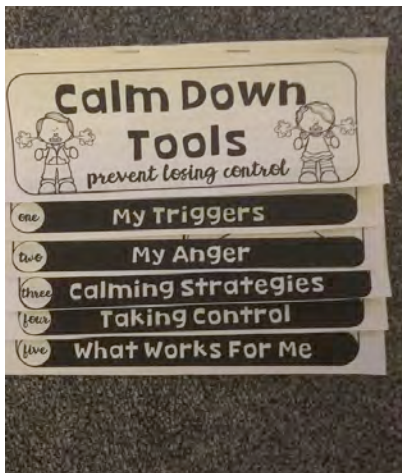 Calm Down
Tools
prevent losing control
one My Triggers
two My Anger
three Calming Strategies
four Taking Control
five What Works For Me